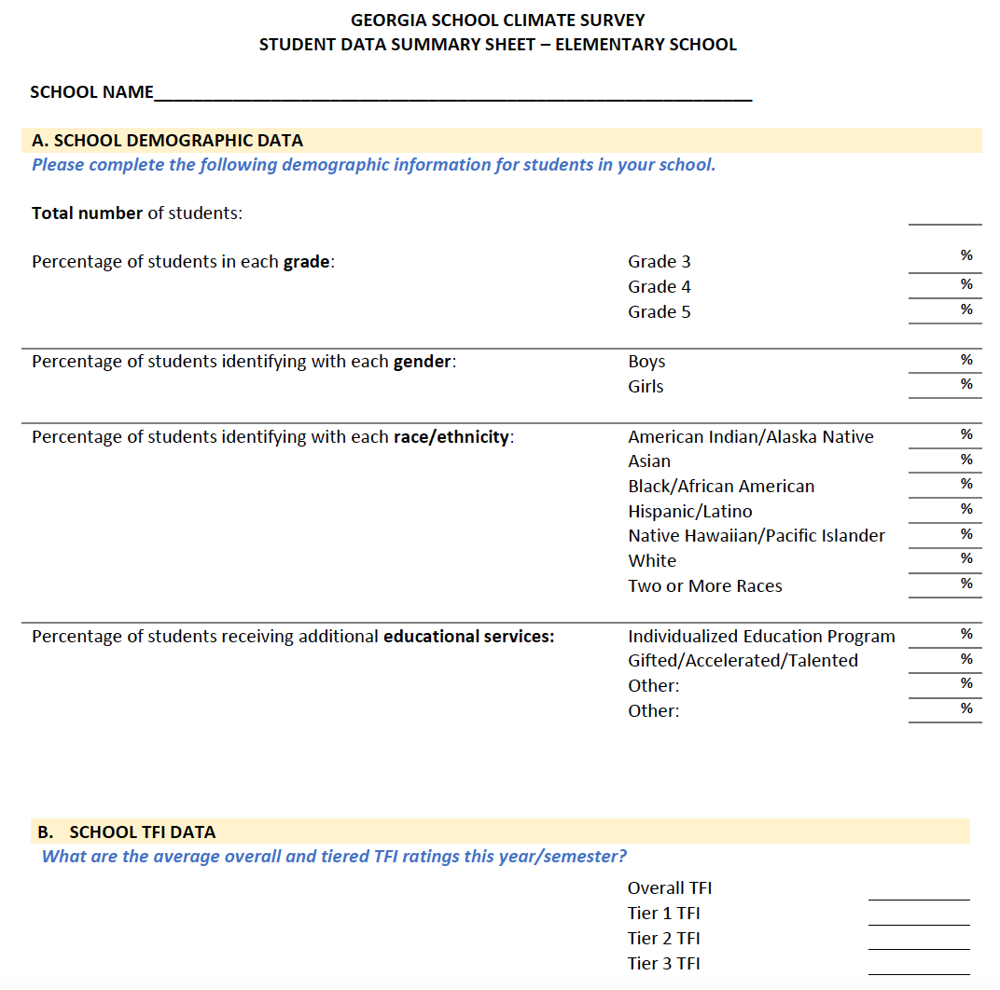 GEORGIA SCHOOL CLIMATE SURVEY
STUDENT DATA SUMMARY SHEET – ELEMENTARY SCHOOL
SCHOOL NAME
A. SCHOOL DEMOGRAPHIC DATA
Please complete the following demographic information for students in your school.
Total number of students:
Percentage of students in each grade: Grade 3 %
Grade 4 %
Grade 5 %
Percentage of students identifying with each gender: Boys %
Girls %
Percentage of students identifying with each race/ethnicity: American Indian/Alaska Native %
Asian %
Black/African American %
Hispanic/Latino %
Native Hawaiian/Pacific Islander %
White %
Two or More Races %
Percentage of students receiving additional educational services: Individualized Education Program %
Gifted/Accelerated/Talented %
Other: %
Other: %
B. SCHOOL TFI DATA
What are the average overall and tiered TFI ratings this year/semester?
Overall TFI
Tier 1 TFI
Tier 2 TFI
Tier 3 TFI